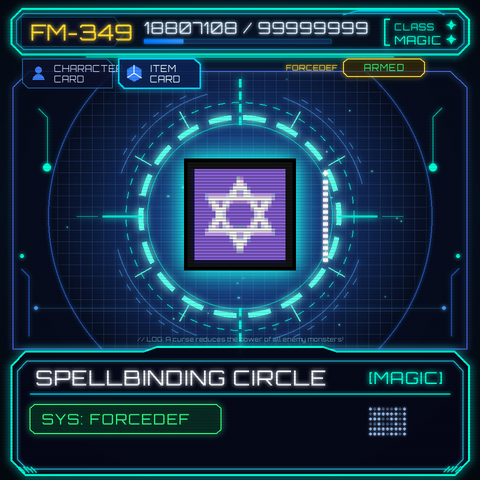 FM-349
18807108 / 99999999
CLASS
MAGIC
CHARACTER
CARD
ITEM
CARD
FORCEDEF
ARMED
// LOG: A curse reduces the power of all enemy monsters!
SPELLBINDING CIRCLE
[MAGIC]
SYS: FORCEDEF